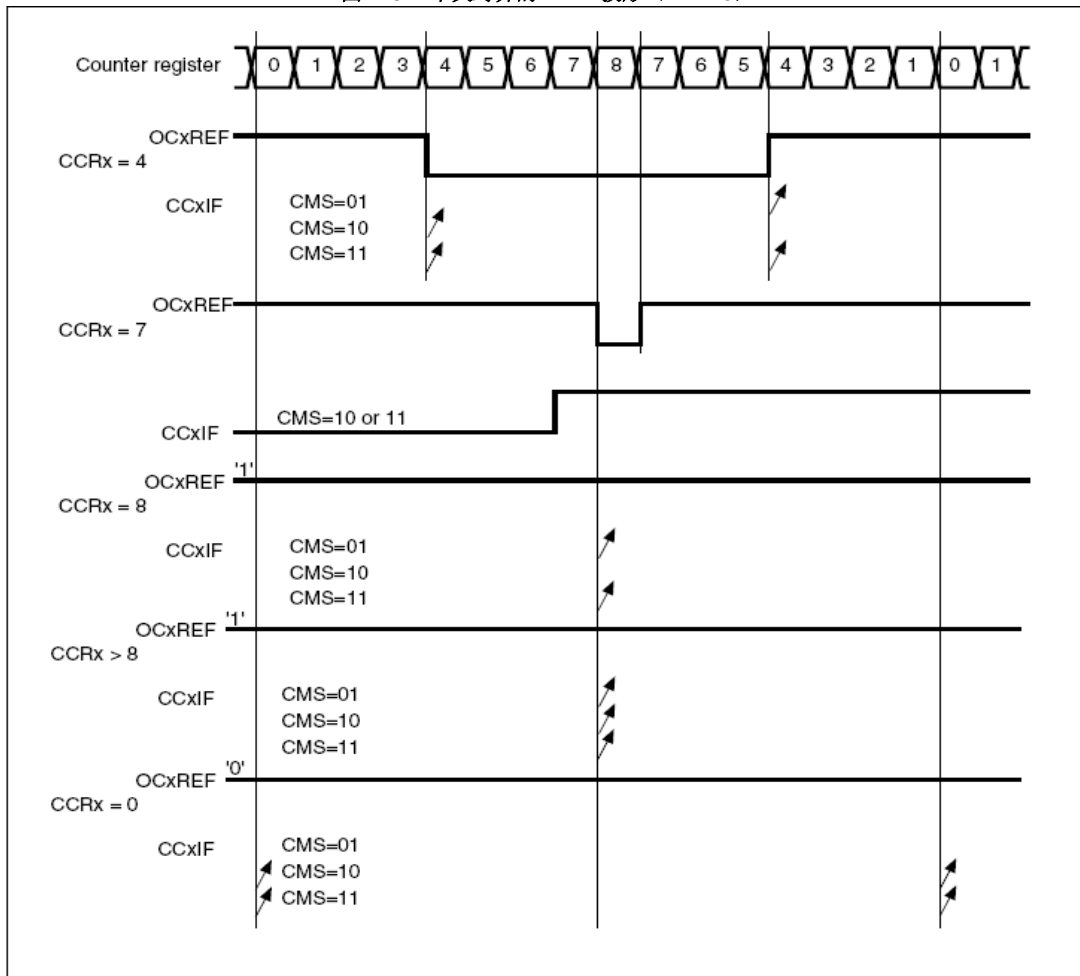 Counter register 0 1 2 3 4 5 6 7 8 7 6 5 4 3 2 1 0 1
OCxREF
CCRx = 4
CCxIF
CMS=01
CMS=10
CMS=11
OCxREF
CCRx = 7
CMS=10 or 11
CCxIF
OCxREF '1'
CCRx = 8
CCxIF
CMS=01
CMS=10
CMS=11
OCxREF '1'
CCRx > 8
CCxIF
CMS=01
CMS=10
CMS=11
OCxREF '0'
CCRx = 0
CCxIF
CMS=01
CMS=10
CMS=11